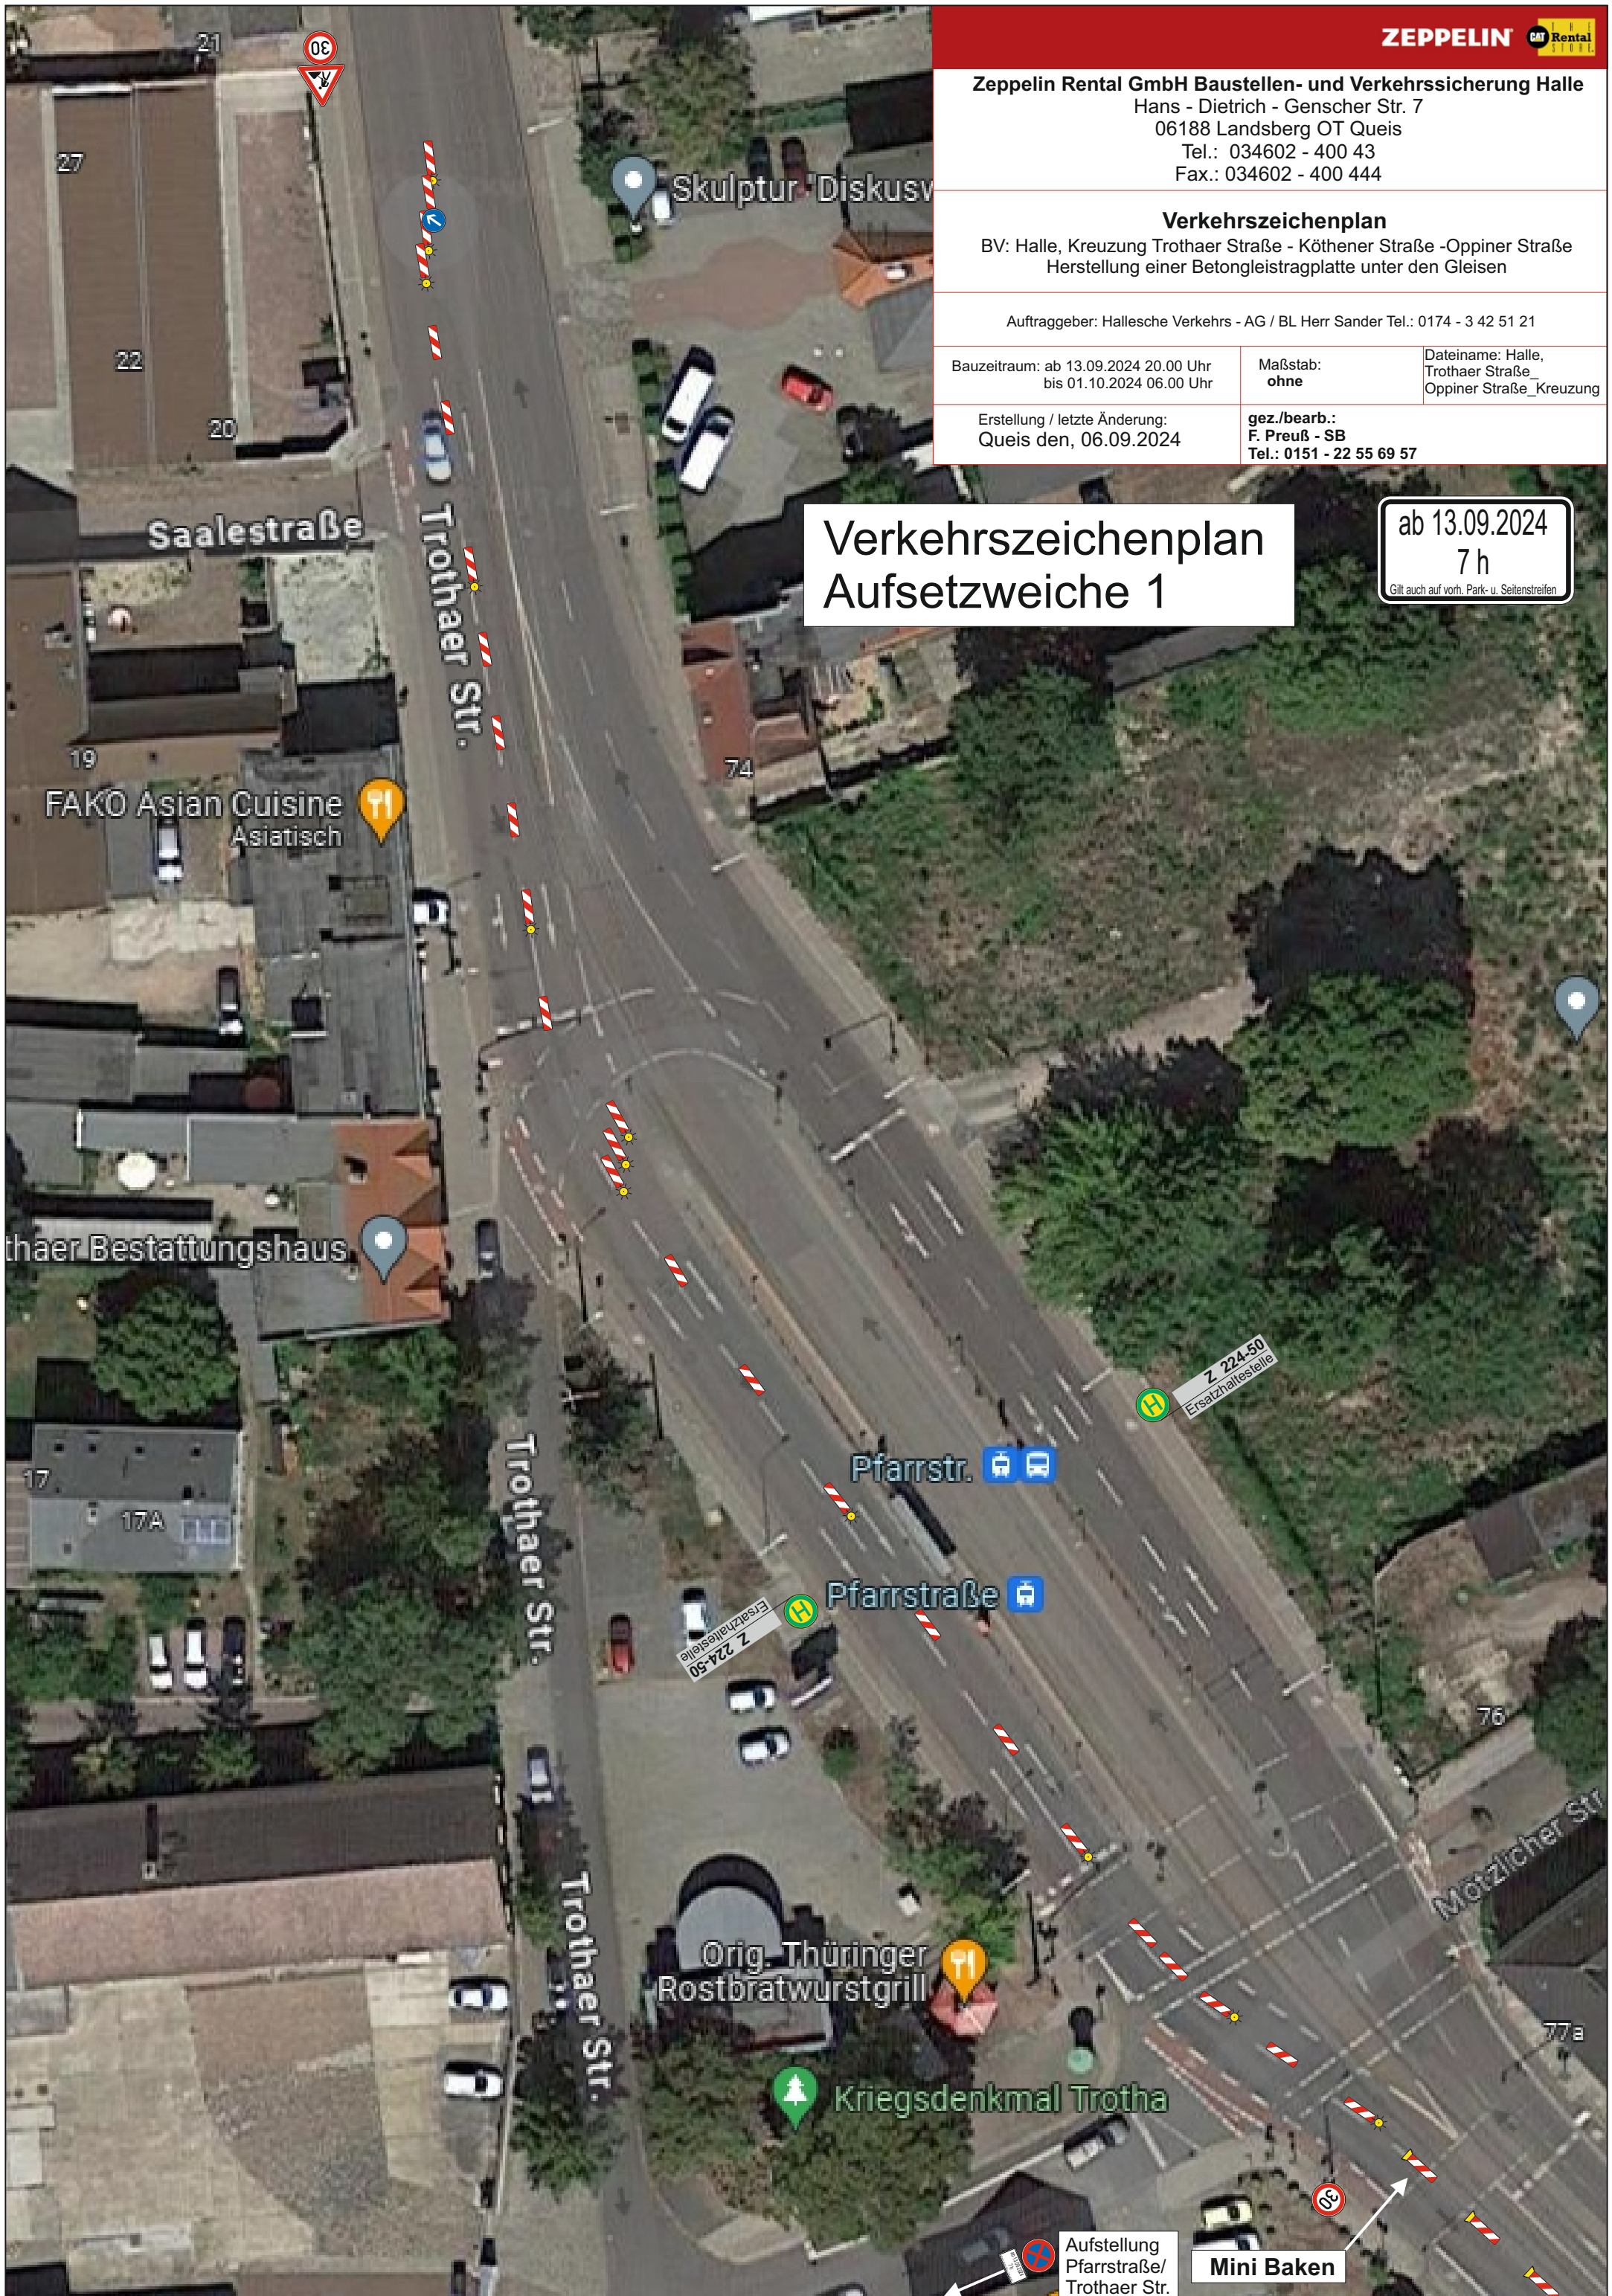 ZEPPELIN
THE
CAT Rental
STORE
Zeppelin Rental GmbH Baustellen- und Verkehrssicherung Halle
Hans - Dietrich - Genscher Str. 7
06188 Landsberg OT Queis
Tel.: 034602 - 400 43
Fax.: 034602 - 400 444
Verkehrszeichenplan
BV: Halle, Kreuzung Trothaer Straße - Köthener Straße -Oppiner Straße
Herstellung einer Betongleistragplatte unter den Gleisen
Auftraggeber: Hallesche Verkehrs - AG / BL Herr Sander Tel.: 0174 - 3 42 51 21
Bauzeitraum: ab 13.09.2024 20.00 Uhr
bis 01.10.2024 06.00 Uhr
Maßstab:
ohne
Dateiname: Halle,
Trothaer Straße_
Oppiner Straße_Kreuzung
Erstellung / letzte Änderung:
Queis den, 06.09.2024
gez./bearb.:
F. Preuß - SB
Tel.: 0151 - 22 55 69 57
Verkehrszeichenplan
Aufsetzweiche 1
ab 13.09.2024
7 h
Gilt auch auf vorh. Park- u. Seitenstreifen
21
30
27
Skulptur 'Diskusw
22
20
Saalestraße
Trothaer Str.
19
74
FAKO Asian Cuisine
Asiatisch
thaer Bestattungshaus
Z 224-50
Ersatzhaltestelle
H
Pfarrstr.
17
17A
Trothaer Str.
Pfarrstraße
H
Z 224-50
Ersatzhaltestelle
76
Mötzlicher Str
Trothaer Str.
Orig. Thüringer
Rostbratwurstgrill
77a
Kriegsdenkmal Trotha
30
Aufstellung
Pfarrstraße/
Trothaer Str.
Mini Baken